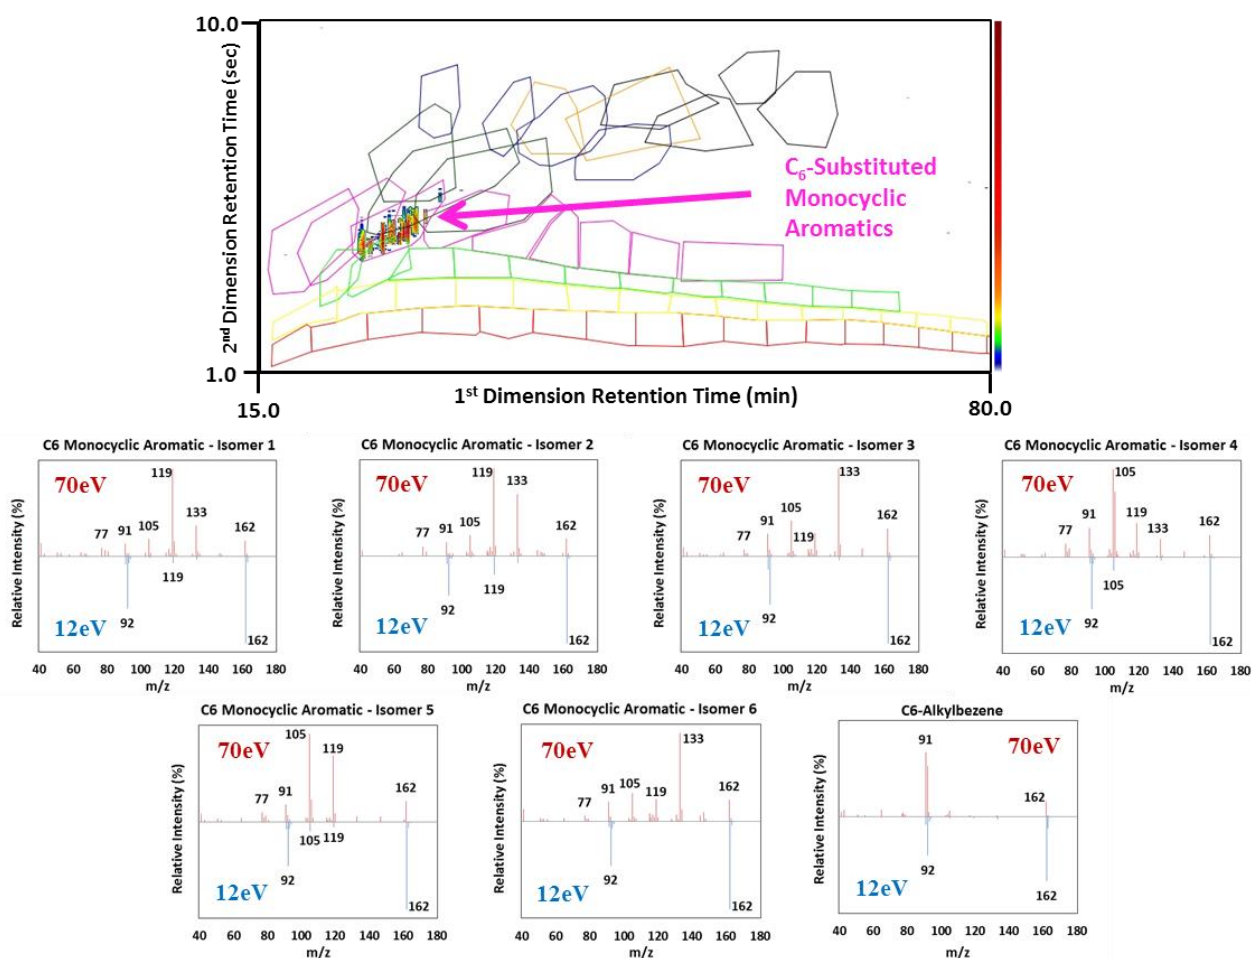 10.0
2nd Dimension Retention Time (sec)
1.0
C6-Substituted
Monocyclic
Aromatics
1st Dimension Retention Time (min)
15.0
80.0
C6 Monocyclic Aromatic - Isomer 1
Relative Intensity (%)
70eV
77 91 105 119 133 162
12eV
92 119 162
40 60 80 100 120 140 160 180
m/z
C6 Monocyclic Aromatic - Isomer 2
Relative Intensity (%)
70eV
77 91 105 119 133 162
12eV
92 119 162
40 60 80 100 120 140 160 180
m/z
C6 Monocyclic Aromatic - Isomer 3
Relative Intensity (%)
70eV
77 91 105 119 133 162
12eV
92 162
40 60 80 100 120 140 160 180
m/z
C6 Monocyclic Aromatic - Isomer 4
Relative Intensity (%)
70eV
77 91 105 119 133 162
12eV
92 105 162
40 60 80 100 120 140 160 180
m/z
C6 Monocyclic Aromatic - Isomer 5
Relative Intensity (%)
70eV
77 91 105 119 162
12eV
92 105 119 162
40 60 80 100 120 140 160 180
m/z
C6 Monocyclic Aromatic - Isomer 6
Relative Intensity (%)
70eV
77 91 105 119 133 162
12eV
92 162
40 60 80 100 120 140 160 180
m/z
C6-Alkylbezene
Relative Intensity (%)
91 70eV
162
12eV
92 162
40 60 80 100 120 140 160 180
m/z